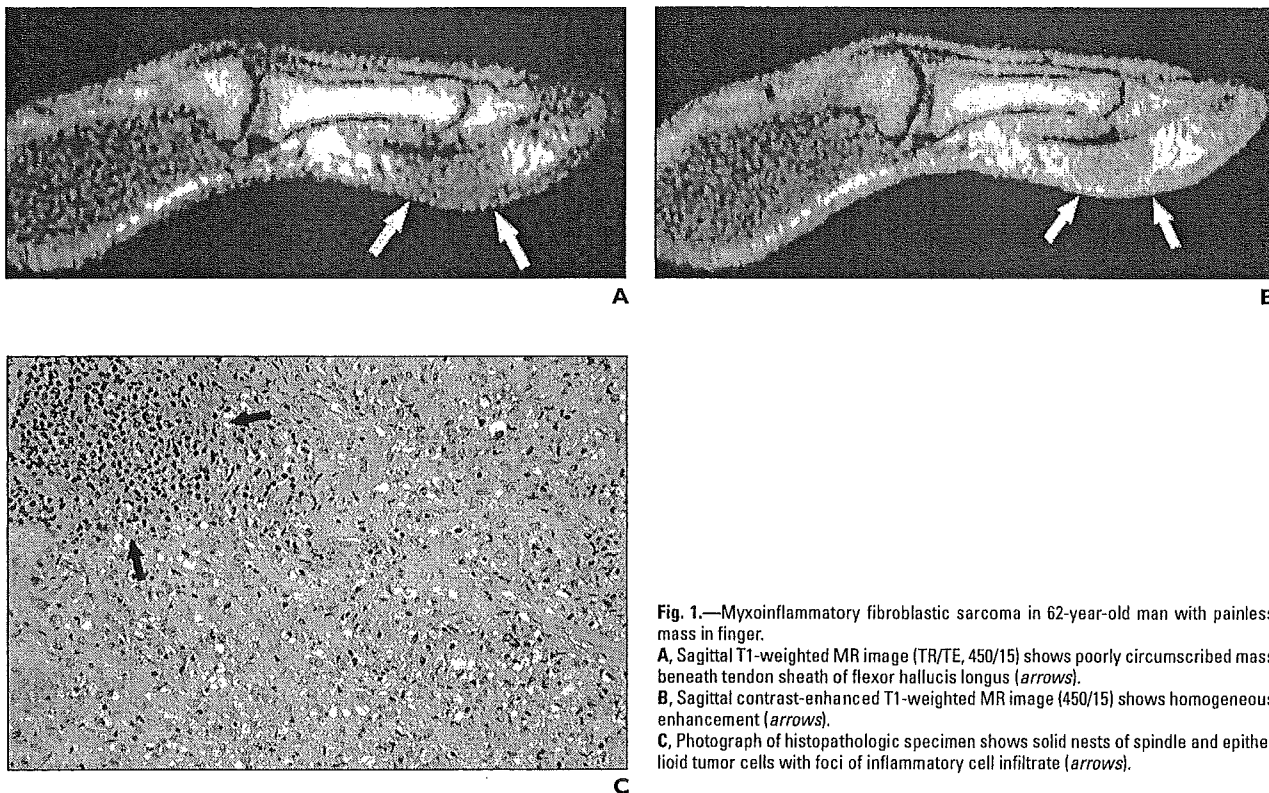 A
B
C
Fig. 1.—Myxoinflammatory fibroblastic sarcoma in 62-year-old man with painless
mass in finger.
A, Sagittal T1-weighted MR image (TR/TE, 450/15) shows poorly circumscribed mass
beneath tendon sheath of flexor hallucis longus (arrows).
B, Sagittal contrast-enhanced T1-weighted MR image (450/15) shows homogeneous
enhancement (arrows).
C, Photograph of histopathologic specimen shows solid nests of spindle and epithe-
lioid tumor cells with foci of inflammatory cell infiltrate (arrows).